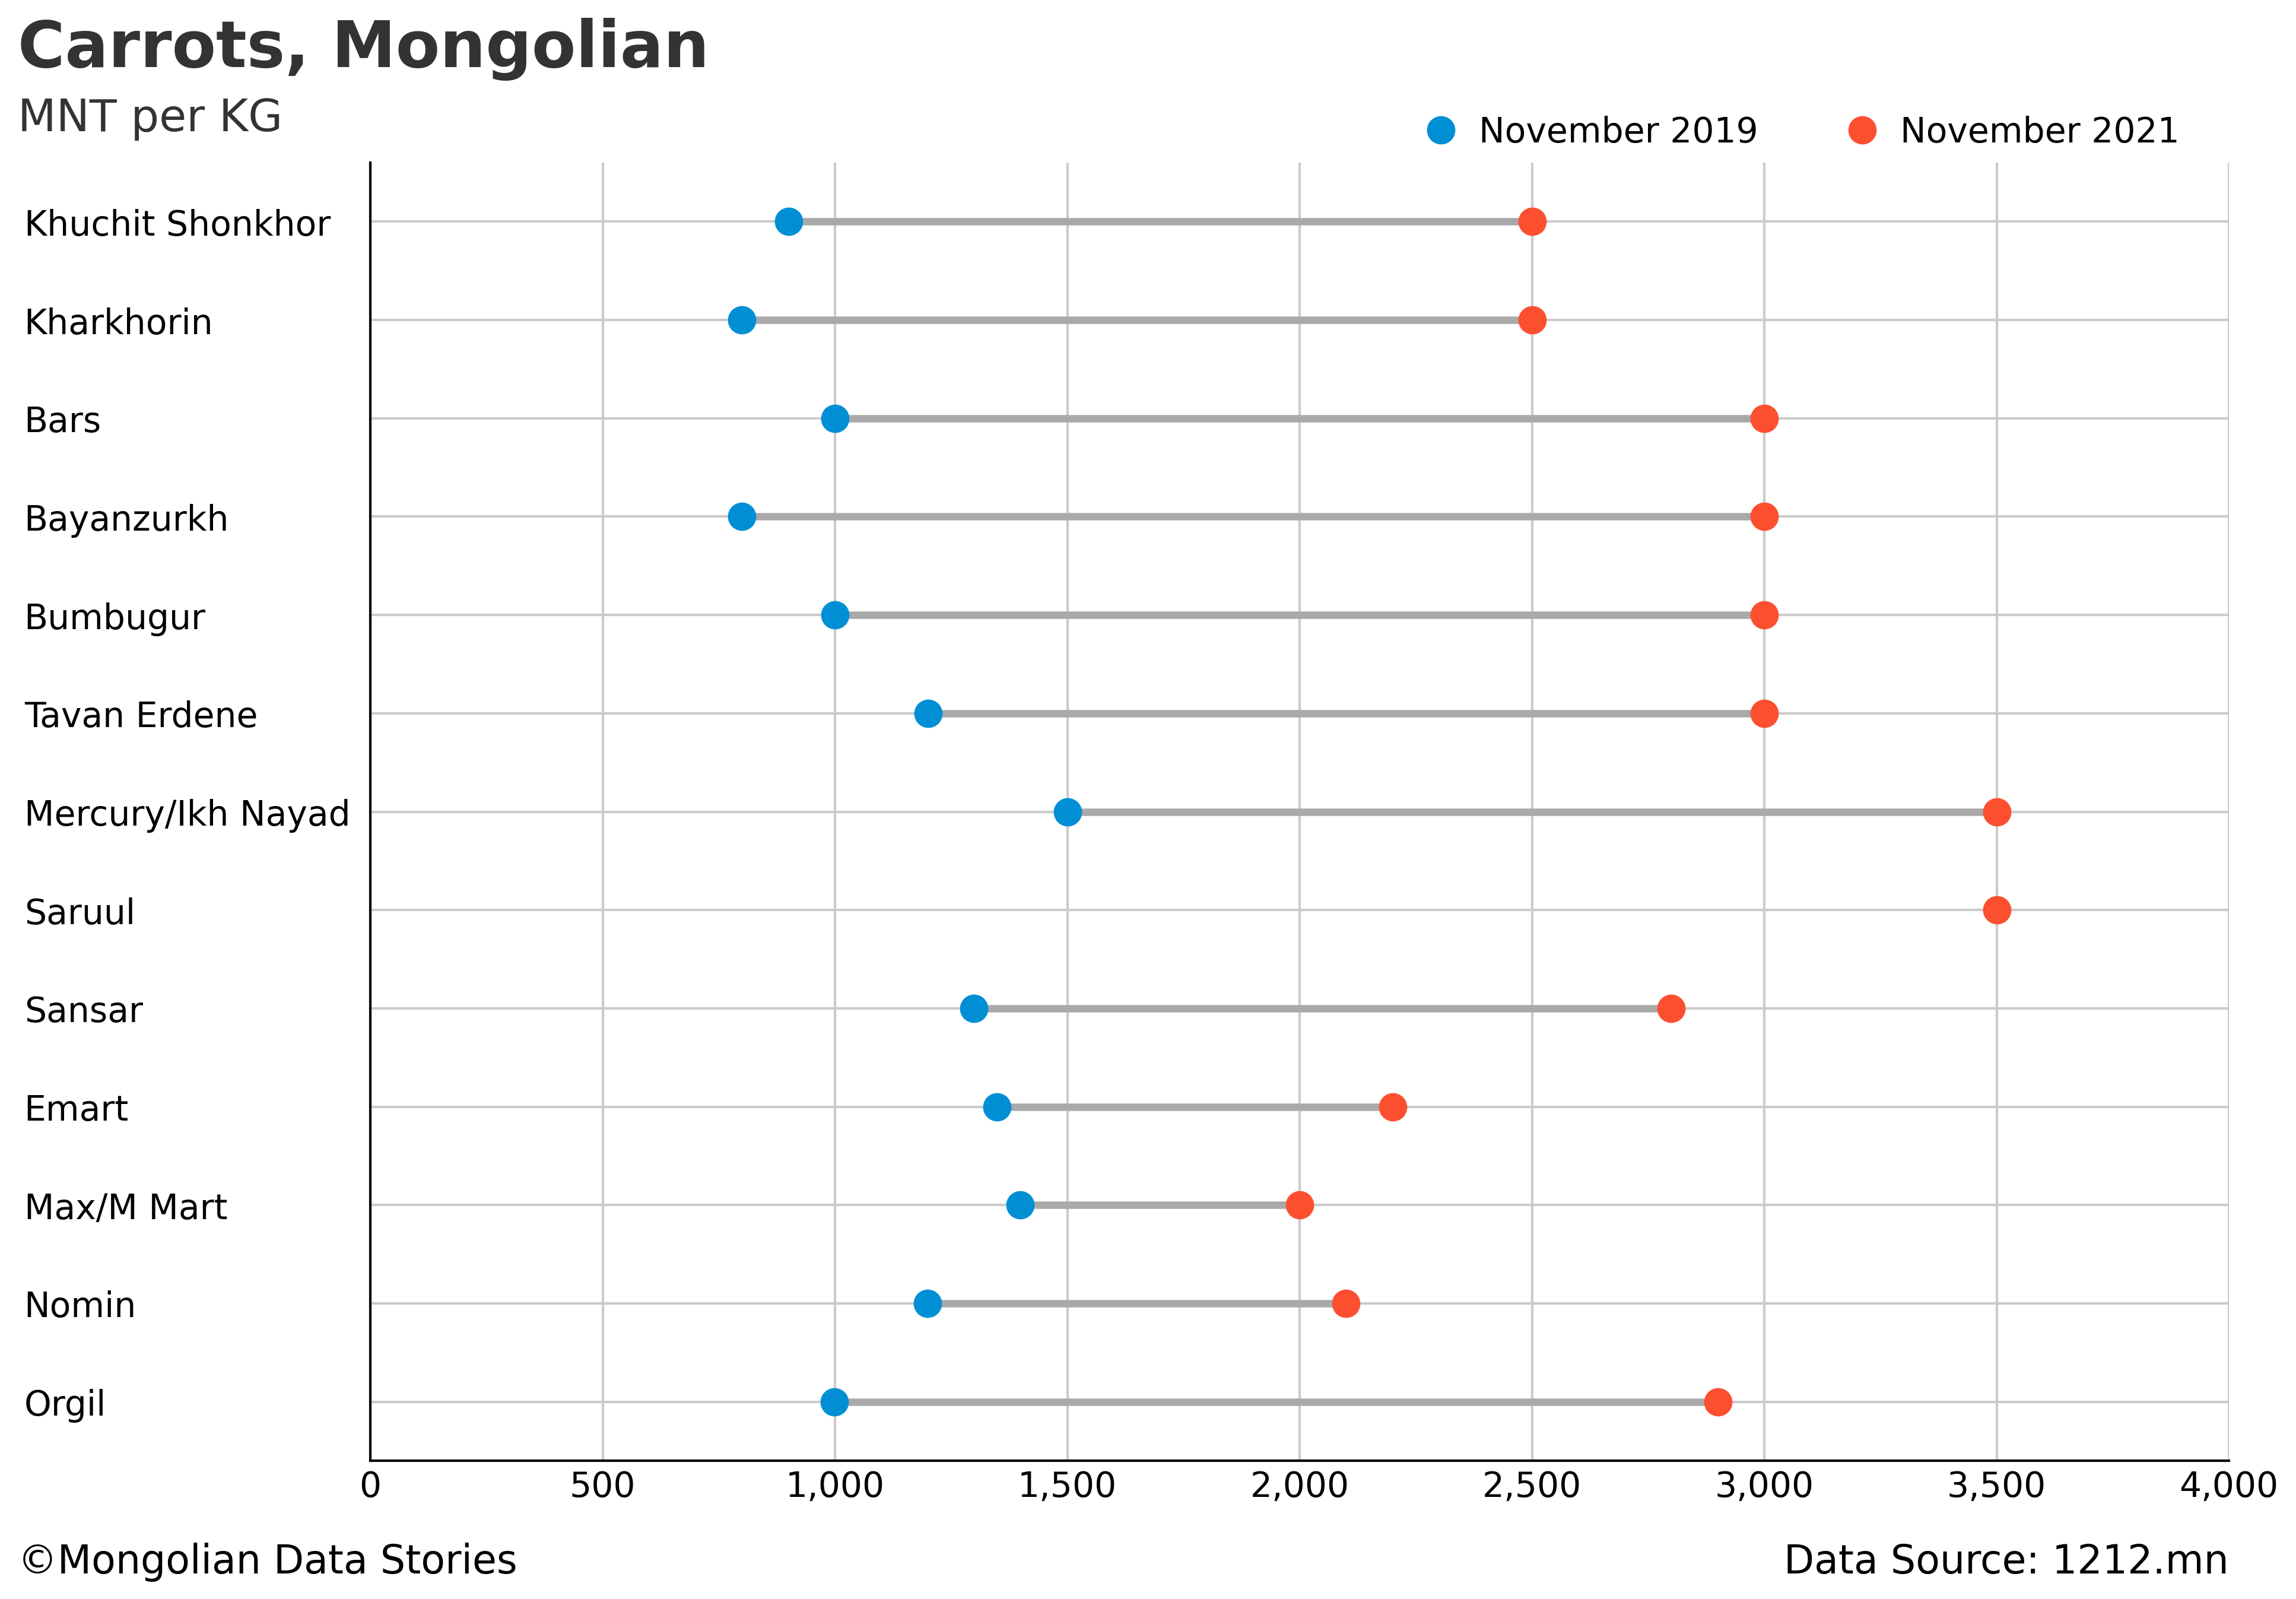 Carrots, Mongolian
MNT per KG
November 2019
November 2021
Khuchit Shonkhor
Kharkhorin
Bars
Bayanzurkh
Bumbugur
Tavan Erdene
Mercury/Ikh Nayad
Saruul
Sansar
Emart
Max/M Mart
Nomin
Orgil
0 500 1,000 1,500 2,000 2,500 3,000 3,500 4,000
©Mongolian Data Stories
Data Source: 1212.mn